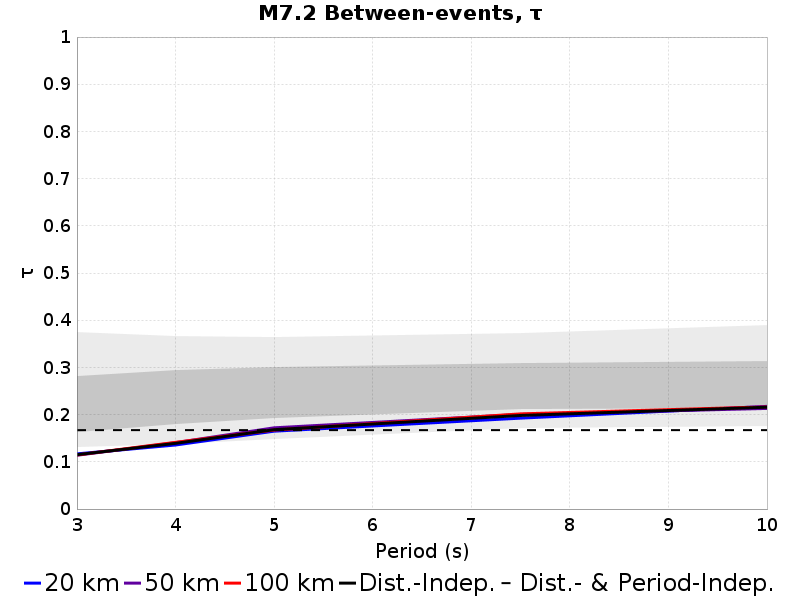 M7.2 Between-events, τ
1
0.9
0.8
0.7
0.6
0.5
0.4
0.3
0.2
0.1
0
τ
3 4 5 6 7 8 9 10
Period (s)
20 km 50 km 100 km Dist.-Indep. Dist.- & Period-Indep.